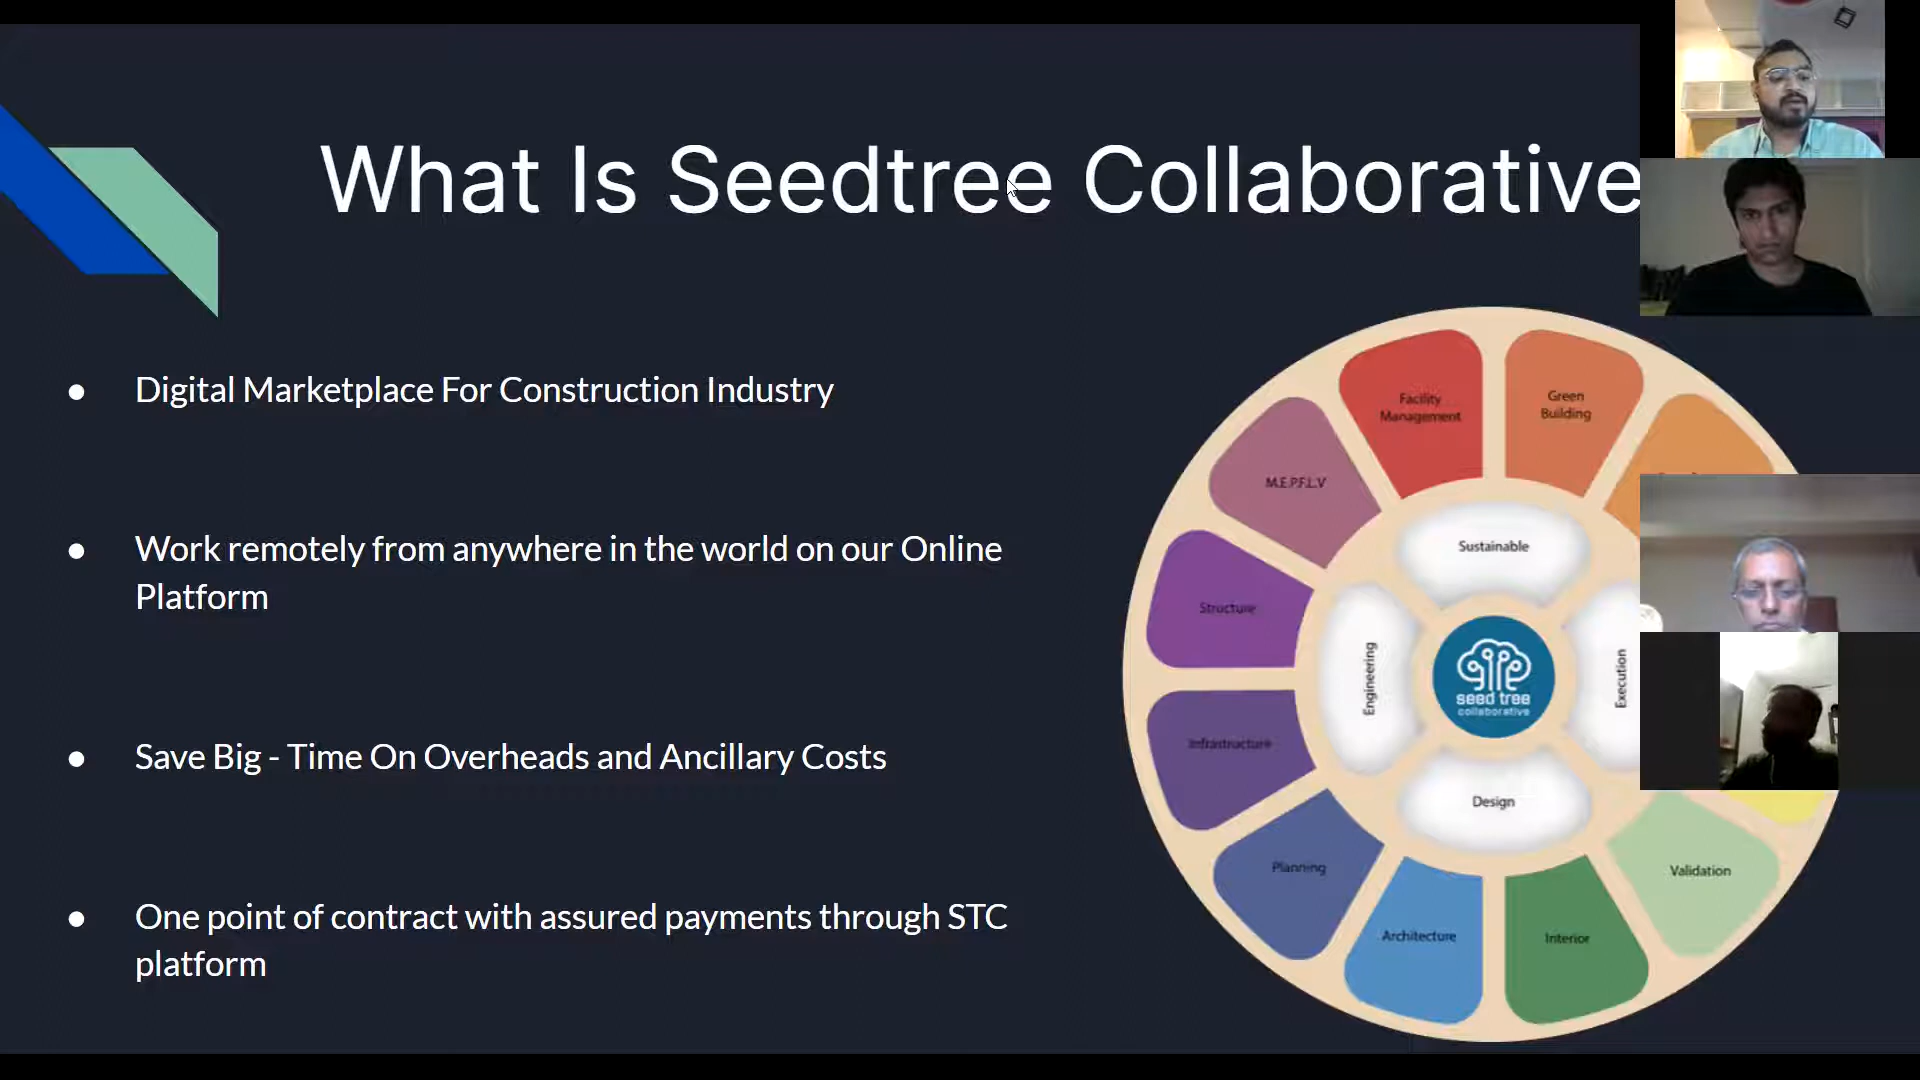 What Is Seedtree Collaborative
Digital Marketplace For Construction Industry
Work remotely from anywhere in the world on our Online
Platform
Save Big - Time On Overheads and Ancillary Costs
One point of contract with assured payments through STC
platform
Facility
Management
Green
Building
M.E.P.F.L.V
Sustainable
Structure
Engineering
Execution
seed tree
collaborative
Infrastructure
Design
Planning
Validation
Architecture
Interior